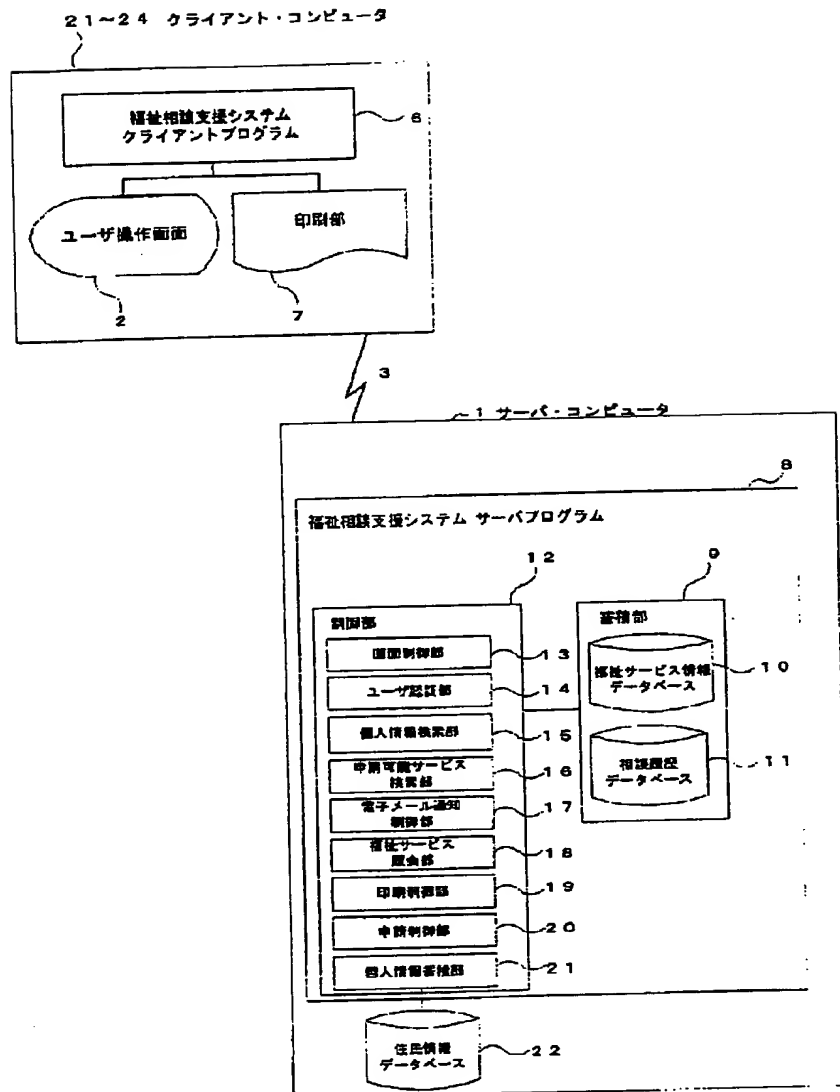 21〜24 クライアント・コンピュータ
福祉相談支援システム
クライアントプログラム
6
ユーザ操作画面
印刷部
2
7
3
1 サーバ・コンピュータ
8
福祉相談支援システム サーバプログラム
12
9
制御部
蓄積部
画面制御部
13
福祉サービス情報
データベース
10
ユーザ認証部
14
個人情報検索部
15
相談履歴
データベース
11
申請可能サービス
検索部
16
電子メール通知
制御部
17
福祉サービス
照会部
18
印刷制御部
19
申請制御部
20
個人情報蓄積部
21
住民情報
データベース
22